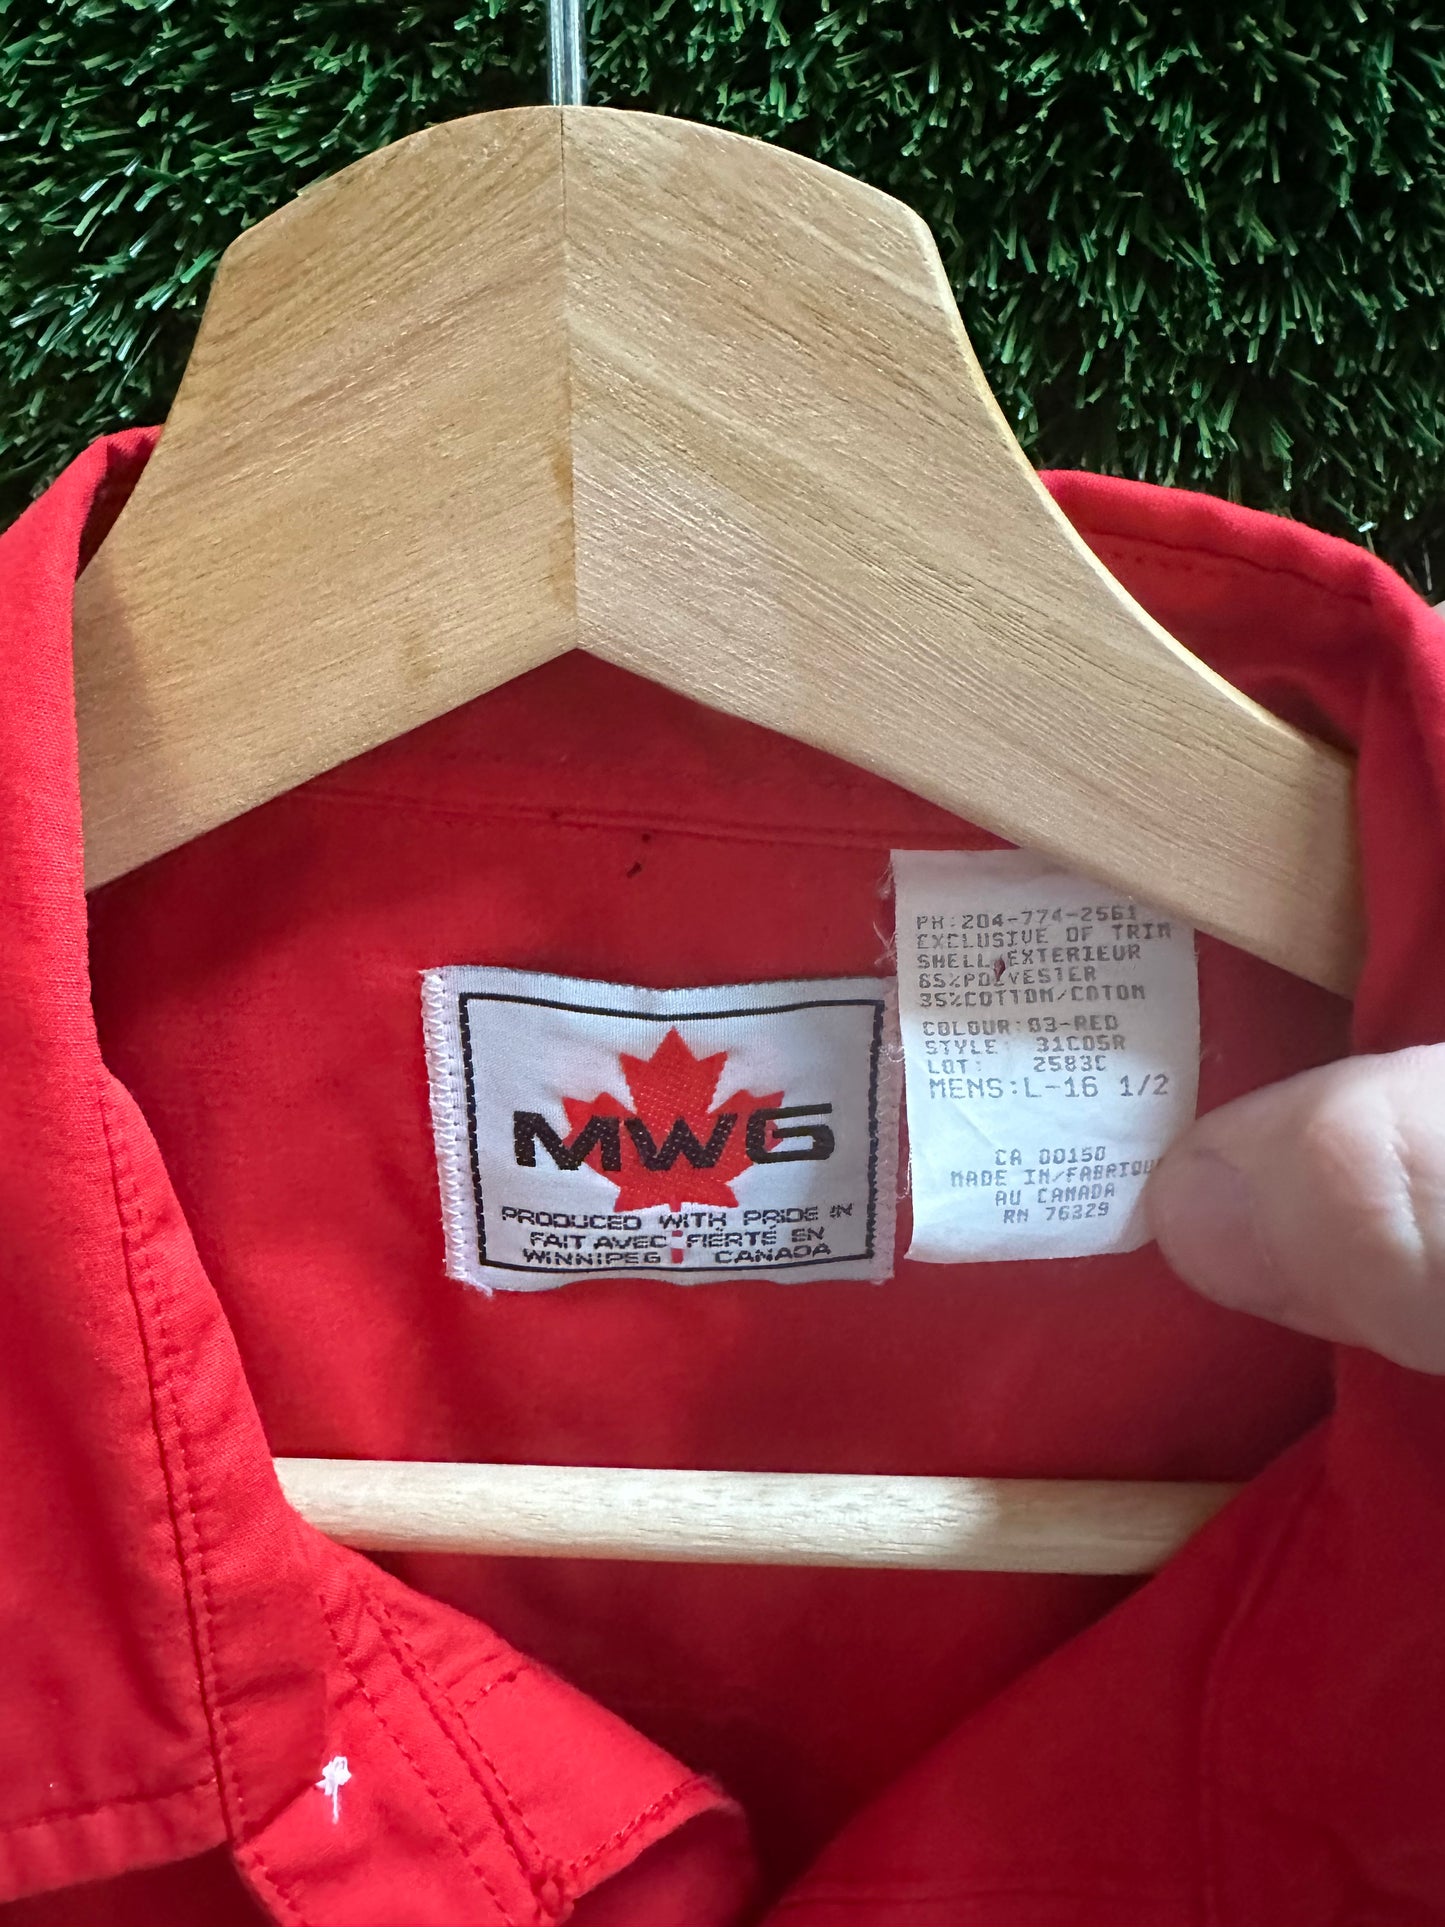 MWG
PRODUCED WITH PRIDE IN
FAIT AVEC FIERTÉ EN
WINNIPEG CANADA
PH:204-774-2561
EXCLUSIVE OF TRIM
SHELL EXTERIEUR
65%POLYESTER
35%COTTON/COTON
COLOUR:03-RED
STYLE: 31C05R
LOT: 2583C
MENS:L-16 1/2
CA 00150
MADE IN/FABRIQU
AU CANADA
RN 76329